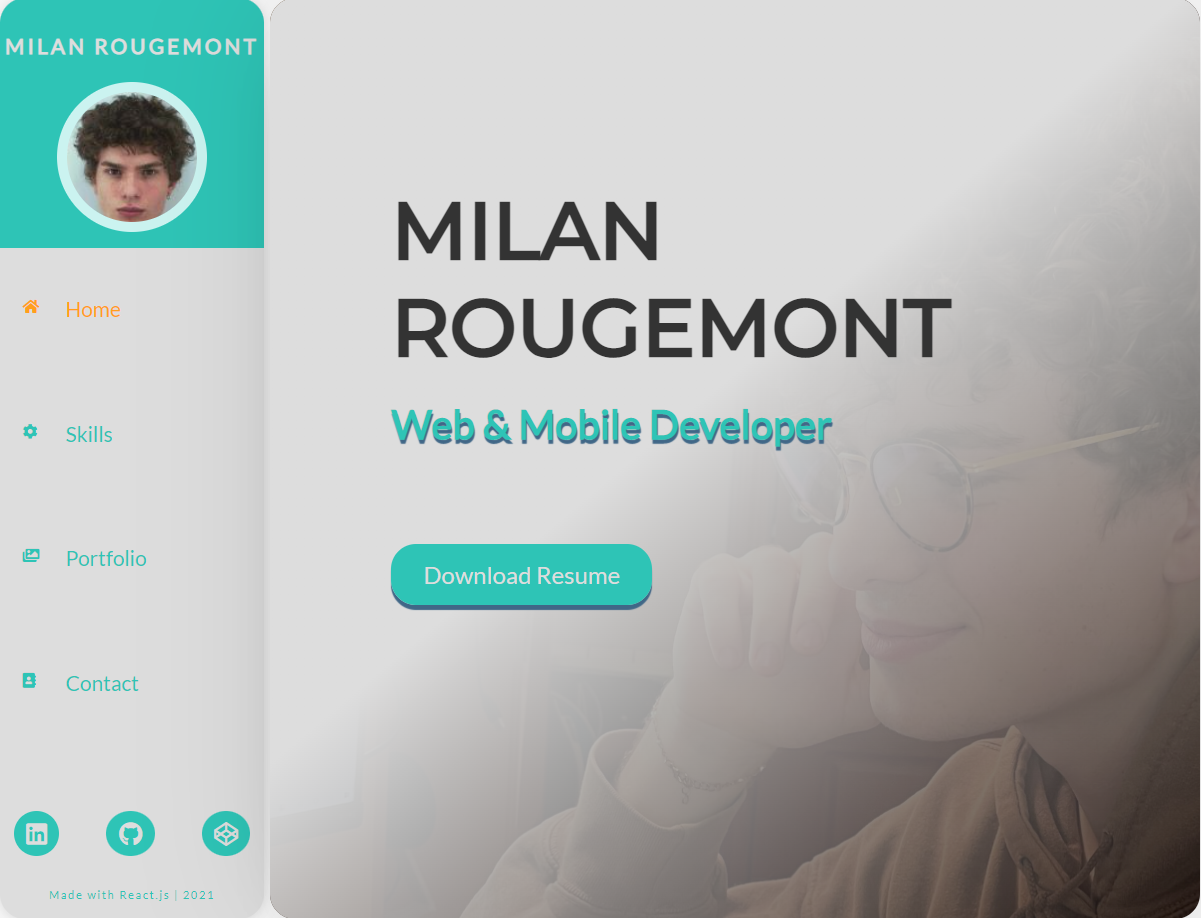 MILAN ROUGEMONT
Home
Skills
Portfolio
Contact
Made with React.js | 2021
MILAN
ROUGEMONT
Web & Mobile Developer
Download Resume